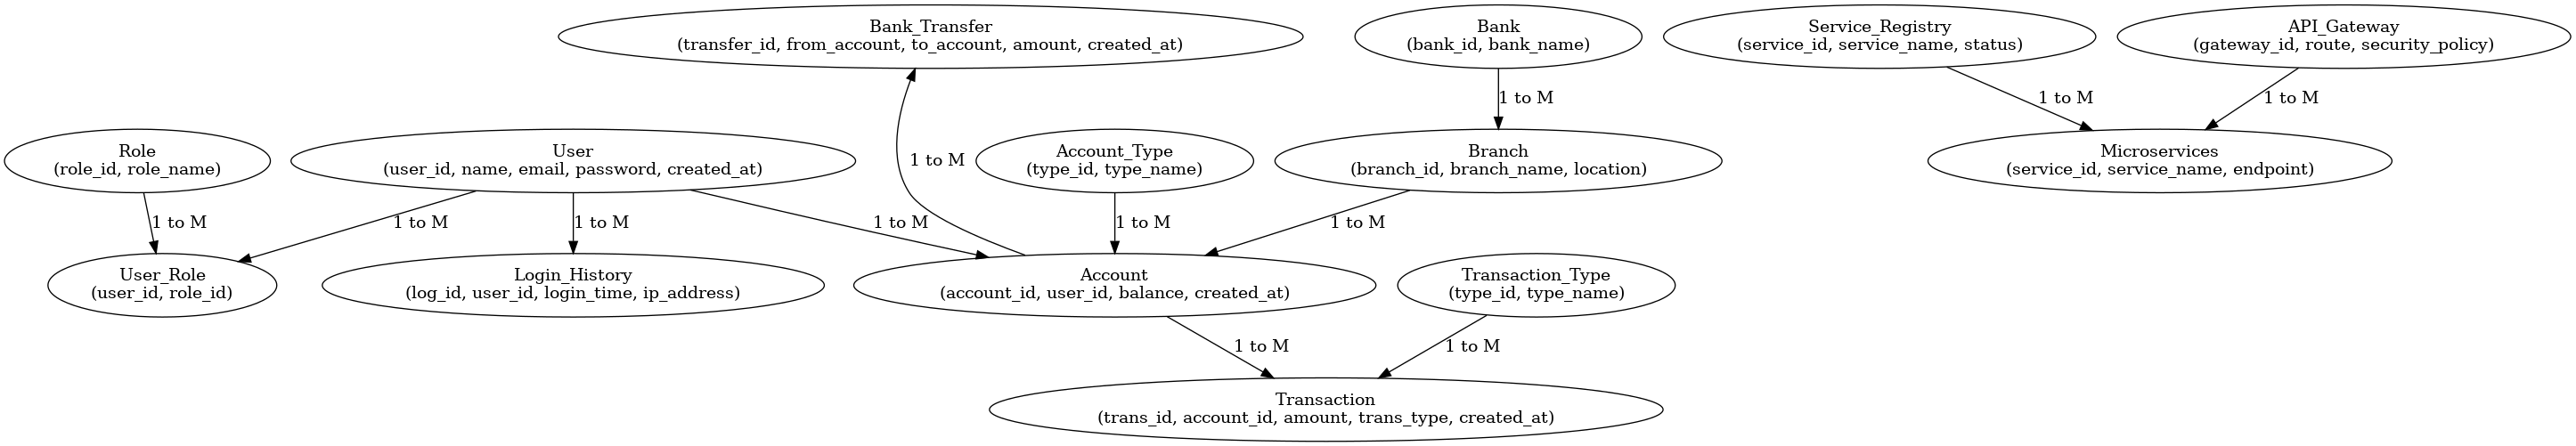 Bank_Transfer
(transfer_id, from_account, to_account, amount, created_at)
Bank
(bank_id, bank_name)
Service_Registry
(service_id, service_name, status)
API_Gateway
(gateway_id, route, security_policy)
1 to M
1 to M
1 to M
Role
(role_id, role_name)
User
(user_id, name, email, password, created_at)
1 to M
Account_Type
(type_id, type_name)
Branch
(branch_id, branch_name, location)
Microservices
(service_id, service_name, endpoint)
1 to M
1 to M
1 to M
1 to M
1 to M
1 to M
User_Role
(user_id, role_id)
Login_History
(log_id, user_id, login_time, ip_address)
Account
(account_id, user_id, balance, created_at)
Transaction_Type
(type_id, type_name)
1 to M
1 to M
Transaction
(trans_id, account_id, amount, trans_type, created_at)